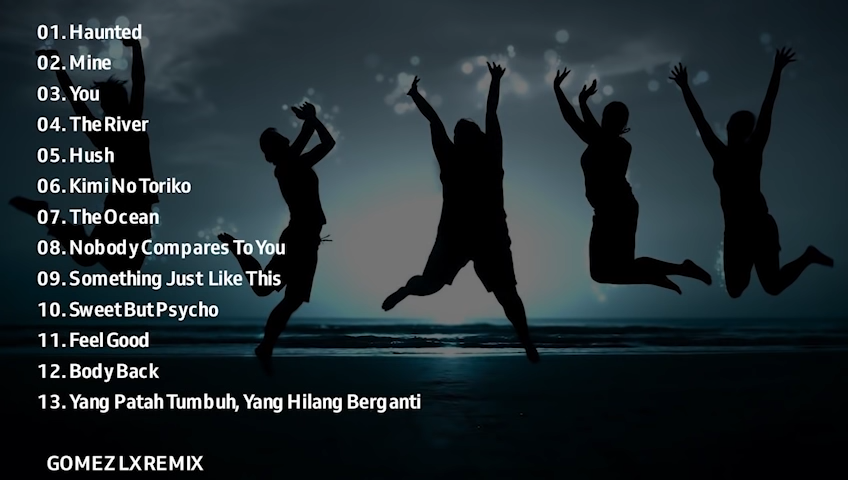 01. Haunted
02. Mine
03. You
04. The River
05. Hush
06. Kimi No Toriko
07. The Ocean
08. Nobody Compares To You
09. Something Just Like This
10. Sweet But Psycho
11. Feel Good
12. Body Back
13. Yang Patah Tumbuh, Yang Hilang Berganti
GOMEZ LX REMIX